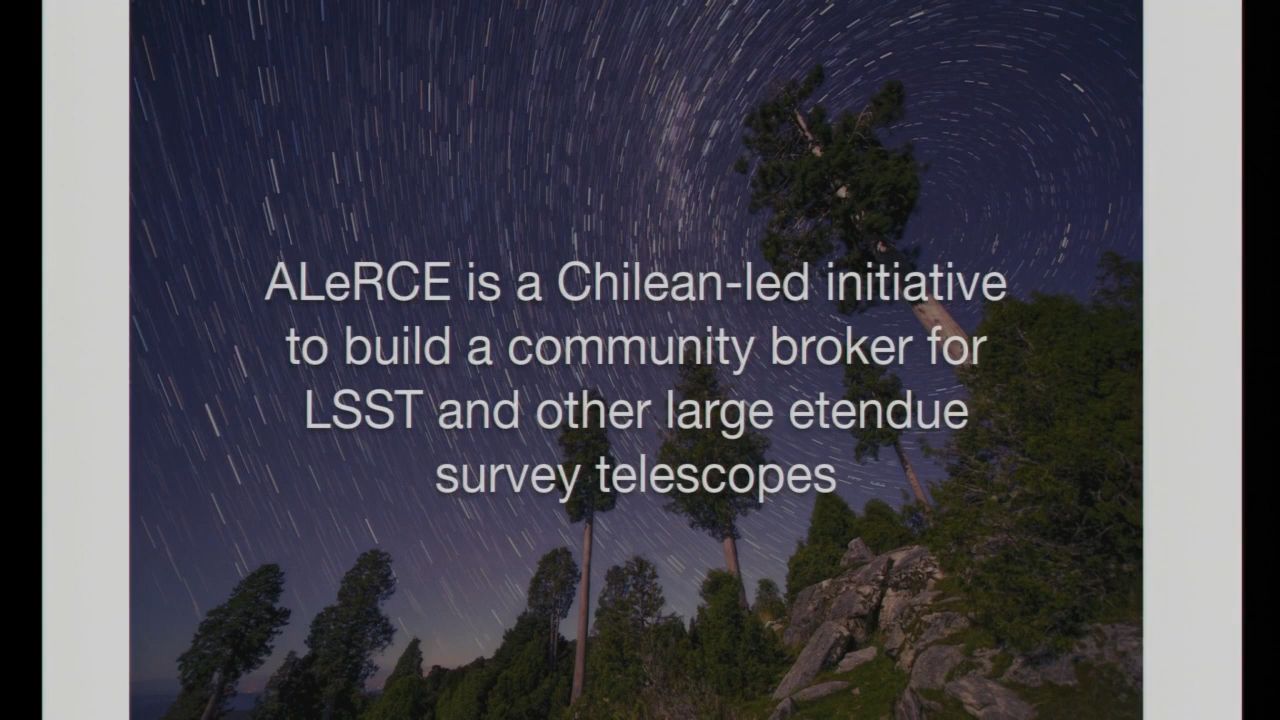 ALeRCE is a Chilean-led initiative
to build a community broker for
LSST and other large etendue
survey telescopes